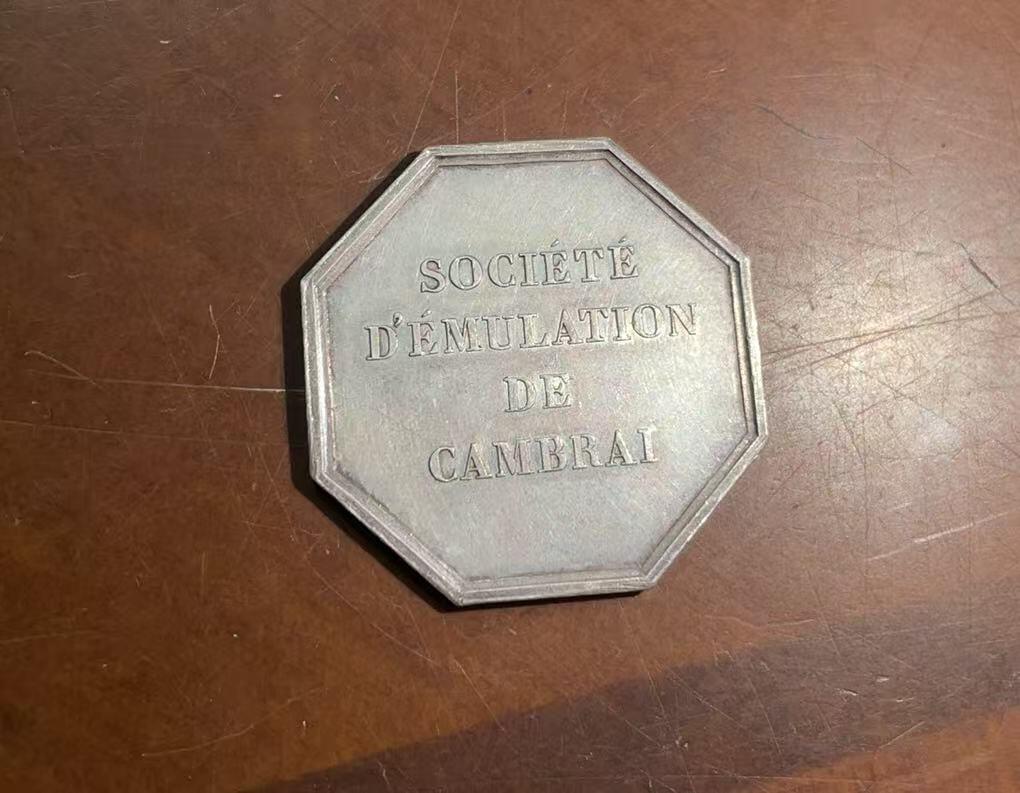 SOCIÉTÉ
D'ÉMULATION
DE
CAMBRAI